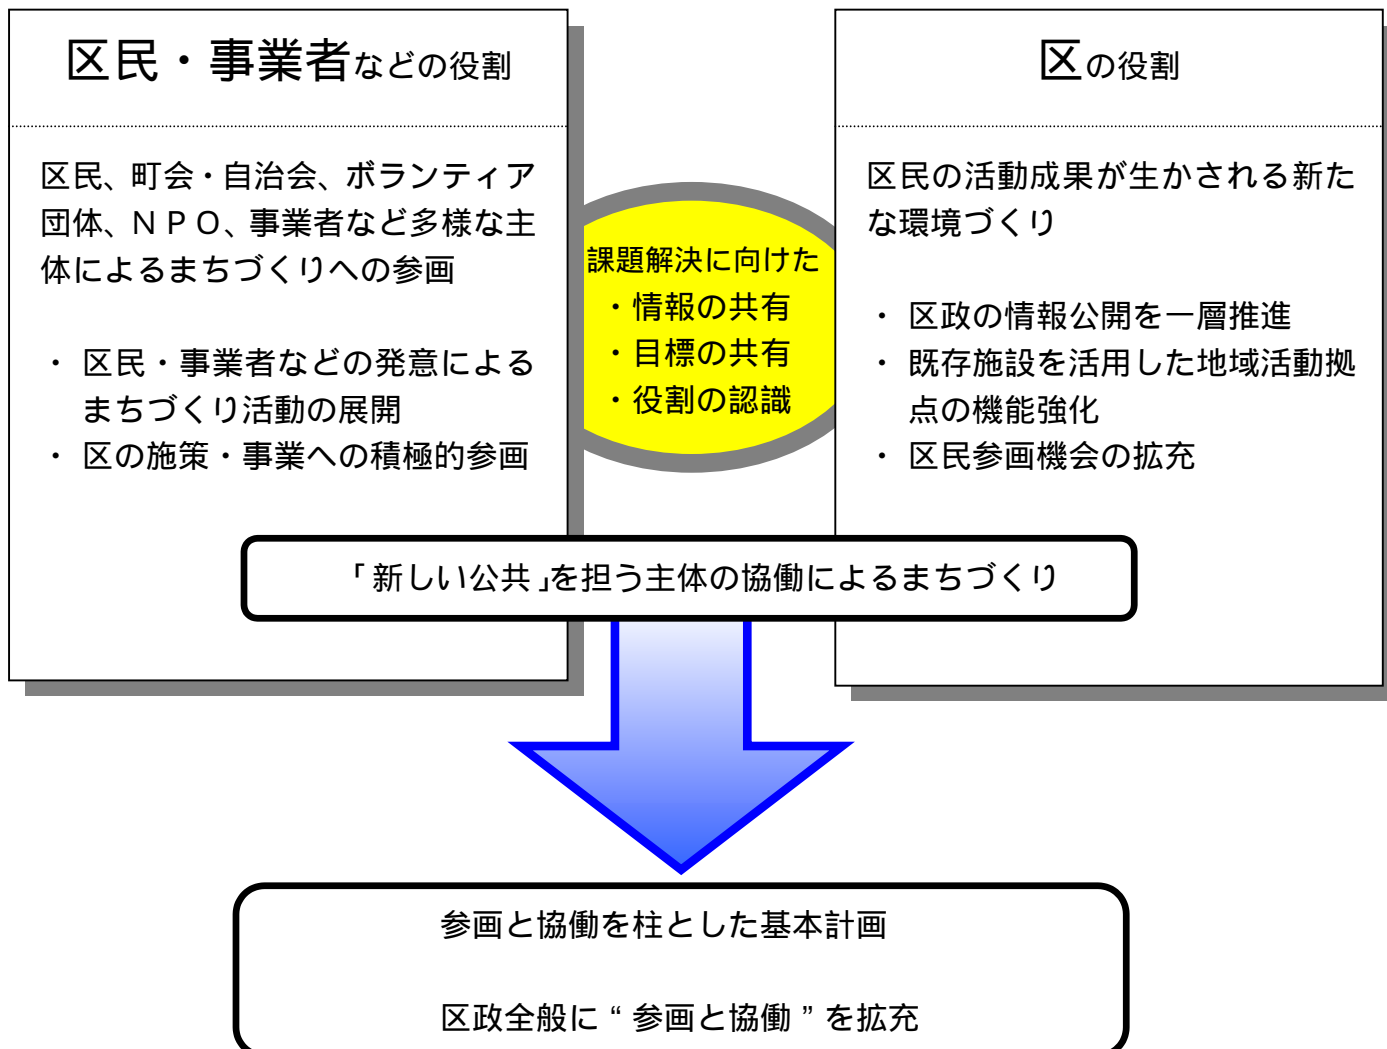 区民・事業者などの役割
区民、町会・自治会、ボランティア
団体、ＮＰＯ、事業者など多様な主
体によるまちづくりへの参画
・ 区民・事業者などの発意による
まちづくり活動の展開
・ 区の施策・事業への積極的参画
課題解決に向けた
・情報の共有
・目標の共有
・役割の認識
区の役割
区民の活動成果が生かされる新た
な環境づくり
・ 区政の情報公開を一層推進
・ 既存施設を活用した地域活動拠
点の機能強化
・ 区民参画機会の拡充
「新しい公共」を担う主体の協働によるまちづくり
参画と協働を柱とした基本計画
区政全般に“参画と協働”を拡充